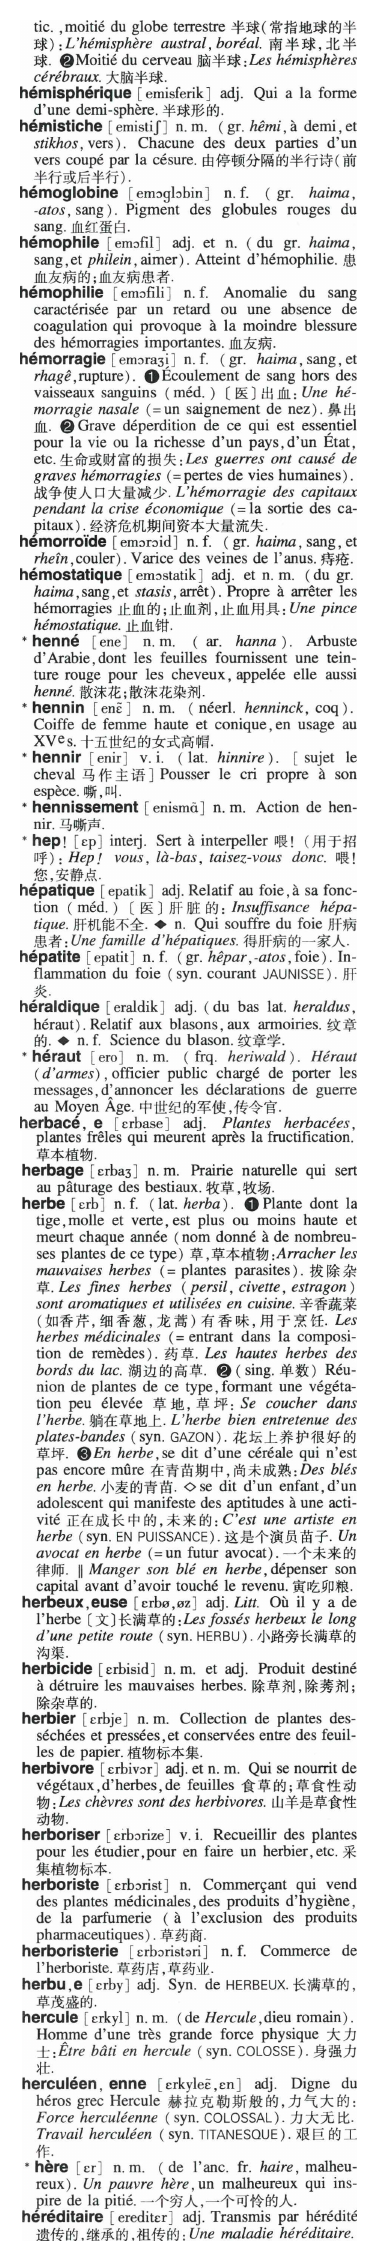 tic. ,moitié du globe terrestre 半球(常指地球的半
球) : L'hémisphère austral, boréal. 南半球,北半
球. ❷Moitié du cerveau 脑半球:Les hémisphères
cérébraux. 大脑半球.
hémisphérique [emisferik] adj. Qui a la forme
d'une demi-sphère. 半球形的.
hémistiche [emistiʃ] n. m. (gr. hêmi,à demi,et
stikhos, vers). Chacune des deux parties d'un
vers coupé par la césure. 由停顿分隔的半行诗(前
半行或后半行).
hémoglobine [emɔglɔbin] n. f. (gr. haima,
-atos, sang). Pigment des globules rouges du
sang. 血红蛋白.
hémophile [emɔfil] adj. et n. (du gr. haima,
sang,et philein,aimer). Atteint d'hémophilie. 患
血友病的;血友病患者.
hémophilie [emɔfili] n. f. Anomalie du sang
caractérisée par un retard ou une absence de
coagulation qui provoque à la moindre blessure
des hémorragies importantes. 血友病.
hémorragie [emɔraʒi] n. f. (gr. haima, sang, et
rhagê,rupture). ❶Écoulement de sang hors des
vaisseaux sanguins (méd.) 〔医〕出血: Une hé-
morragie nasale (=un saignement de nez). 鼻出
血. ❷ Grave déperdition de ce qui est essentiel
pour la vie ou la richesse d'un pays,d'un État,
etc. 生命或财富的损失:Les guerres ont causé de
graves hémorragies (=pertes de vies humaines).
战争使人口大量减少. L'hémorragie des capitaux
pendant la crise économique (=la sortie des ca-
pitaux). 经济危机期间资本大量流失.
hémorroïde [emɔrɔid] n. f. (gr. haima, sang, et
rheîn,couler). Varice des veines de l'anus. 痔疮.
hémostatique [emɔstatik] adj. et n. m. (du gr.
haima,sang,et stasis,arrêt). Propre à arrêter les
hémorragies 止血的;止血剂,止血用具: Une pince
hémostatique. 止血钳.
* henné [ene] n. m. (ar. hanna). Arbuste
d'Arabie,dont les feuilles fournissent une tein-
ture rouge pour les cheveux, appelée elle aussi
henné. 散沫花;散沫花染剂.
* hennin [enɛ̃] n. m. (néerl. henninck, coq).
Coiffe de femme haute et conique,en usage au
XVᵉ s. 十五世纪的女式高帽.
* hennir [enir] v. i. (lat. hinnire). [sujet le
cheval 马作主语] Pousser le cri propre à son
espèce. 嘶,叫.
* hennissement [enismɑ̃] n. m. Action de hen-
nir. 马嘶声.
* hep! [ɛp] interj. Sert à interpeller 喂! (用于招
呼): Hep! vous, là-bas, taisez-vous donc. 喂!
您,安静点.
hépatique [epatik] adj. Relatif au foie,à sa fonc-
tion (méd.) 〔医〕肝脏的: Insuffisance hépa-
tique. 肝机能不全. ◆ n. Qui souffre du foie 肝病
患者:Une famille d'hépatiques. 得肝病的一家人.
hépatite [epatit] n. f. (gr. hêpar,-atos,foie). In-
flammation du foie (syn. courant JAUNISSE). 肝
炎.
héraldique [eraldik] adj. (du bas lat. heraldus,
héraut). Relatif aux blasons,aux armoiries. 纹章
的. ◆ n. f. Science du blason. 纹章学.
* héraut [ero] n. m. (frq. heriwald). Héraut
(d'armes), officier public chargé de porter les
messages,d'annoncer les déclarations de guerre
au Moyen Âge. 中世纪的军使,传令官.
herbacé, e [ɛrbase] adj. Plantes herbacées,
plantes frêles qui meurent après la fructification.
草本植物.
herbage [ɛrbaʒ] n. m. Prairie naturelle qui sert
au pâturage des bestiaux. 牧草,牧场.
herbe [ɛrb] n. f. (lat. herba). ❶Plante dont la
tige,molle et verte,est plus ou moins haute et
meurt chaque année (nom donné à de nombreu-
ses plantes de ce type) 草,草本植物:Arracher les
mauvaises herbes (= plantes parasites). 拔除杂
草. Les fines herbes (persil, civette, estragon)
sont aromatiques et utilisées en cuisine. 辛香蔬菜
(如香芹,细香葱,龙蒿)有香味,用于烹饪. Les
herbes médicinales (=entrant dans la composi-
tion de remèdes). 药草. Les hautes herbes des
bords du lac. 湖边的高草. ❷(sing. 单数) Réu-
nion de plantes de ce type,formant une végéta-
tion peu élevée 草地,草坪: Se coucher dans
l'herbe. 躺在草地上. L'herbe bien entretenue des
plates-bandes (syn. GAZON). 花坛上养护很好的
草坪. ❸En herbe,se dit d'une céréale qui n'est
pas encore mûre 在青苗期中,尚未成熟:Des blés
en herbe. 小麦的青苗. ◇se dit d'un enfant,d'un
adolescent qui manifeste des aptitudes à une acti-
vité 正在成长中的,未来的:C'est une artiste en
herbe (syn. EN PUISSANCE). 这是个演员苗子. Un
avocat en herbe (=un futur avocat). 一个未来的
律师. ‖ Manger son blé en herbe,dépenser son
capital avant d'avoir touché le revenu. 寅吃卯粮.
herbeux,euse [ɛrbø,øz] adj. Litt. Où il y a de
l'herbe 〔文〕长满草的:Les fossés herbeux le long
d'une petite route (syn. HERBU). 小路旁长满草的
沟渠.
herbicide [ɛrbisid] n. m. et adj. Produit destiné
à détruire les mauvaises herbes. 除草剂,除莠剂;
除杂草的.
herbier [ɛrbje] n. m. Collection de plantes des-
séchées et pressées,et conservées entre des feuil-
les de papier. 植物标本集.
herbivore [ɛrbivɔr] adj. et n. m. Qui se nourrit de
végétaux,d'herbes,de feuilles 食草的;草食性动
物:Les chèvres sont des herbivores. 山羊是草食性
动物.
herboriser [ɛrbɔrize] v. i. Recueillir des plantes
pour les étudier,pour en faire un herbier,etc. 采
集植物标本.
herboriste [ɛrbɔrist] n. Commerçant qui vend
des plantes médicinales,des produits d'hygiène,
de la parfumerie (à l'exclusion des produits
pharmaceutiques). 草药商.
herboristerie [ɛrbɔristəri] n. f. Commerce de
l'herboriste. 草药店,草药业.
herbu,e [ɛrby] adj. Syn. de HERBEUX. 长满草的,
草茂盛的.
hercule [ɛrkyl] n. m. (de Hercule,dieu romain).
Homme d'une très grande force physique 大力
士:Être bâti en hercule (syn. COLOSSE). 身强力
壮.
herculéen, enne [ɛrkyleɛ̃,ɛn] adj. Digne du
héros grec Hercule 赫拉克勒斯般的,力气大的:
Force herculéenne (syn. COLOSSAL). 力大无比.
Travail herculéen (syn. TITANESQUE). 艰巨的工
作.
* hère [ɛr] n. m. (de l'anc. fr. haire, malheu-
reux). Un pauvre hère,un malheureux qui ins-
pire de la pitié. 一个穷人,一个可怜的人.
héréditaire [ereditɛr] adj. Transmis par hérédité
遗传的,继承的,祖传的:Une maladie héréditaire.